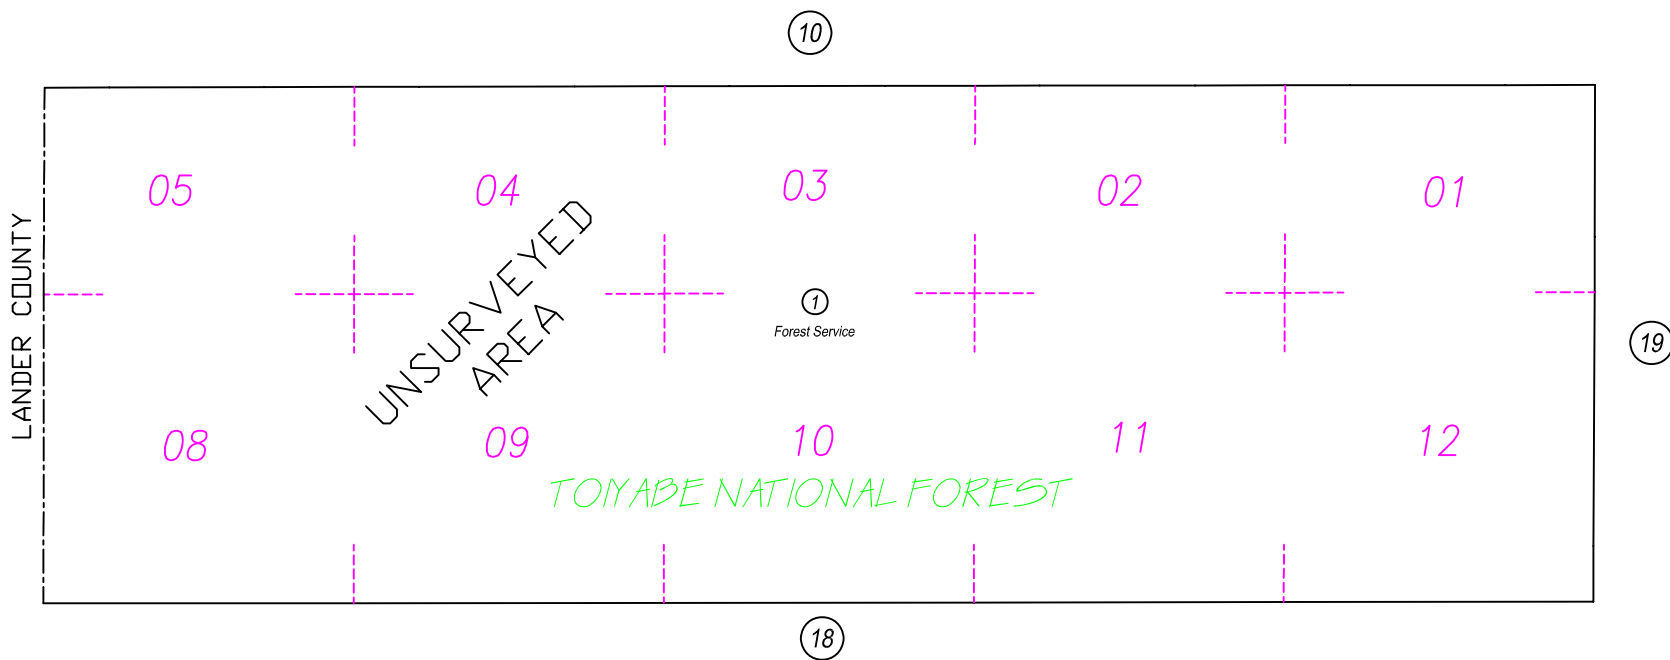 10
05 04 03 02 01
LANDER COUNTY
UNSURVEYED
AREA
1
Forest Service
19
08 09 10 11 12
TOIYABE NATIONAL FOREST
18